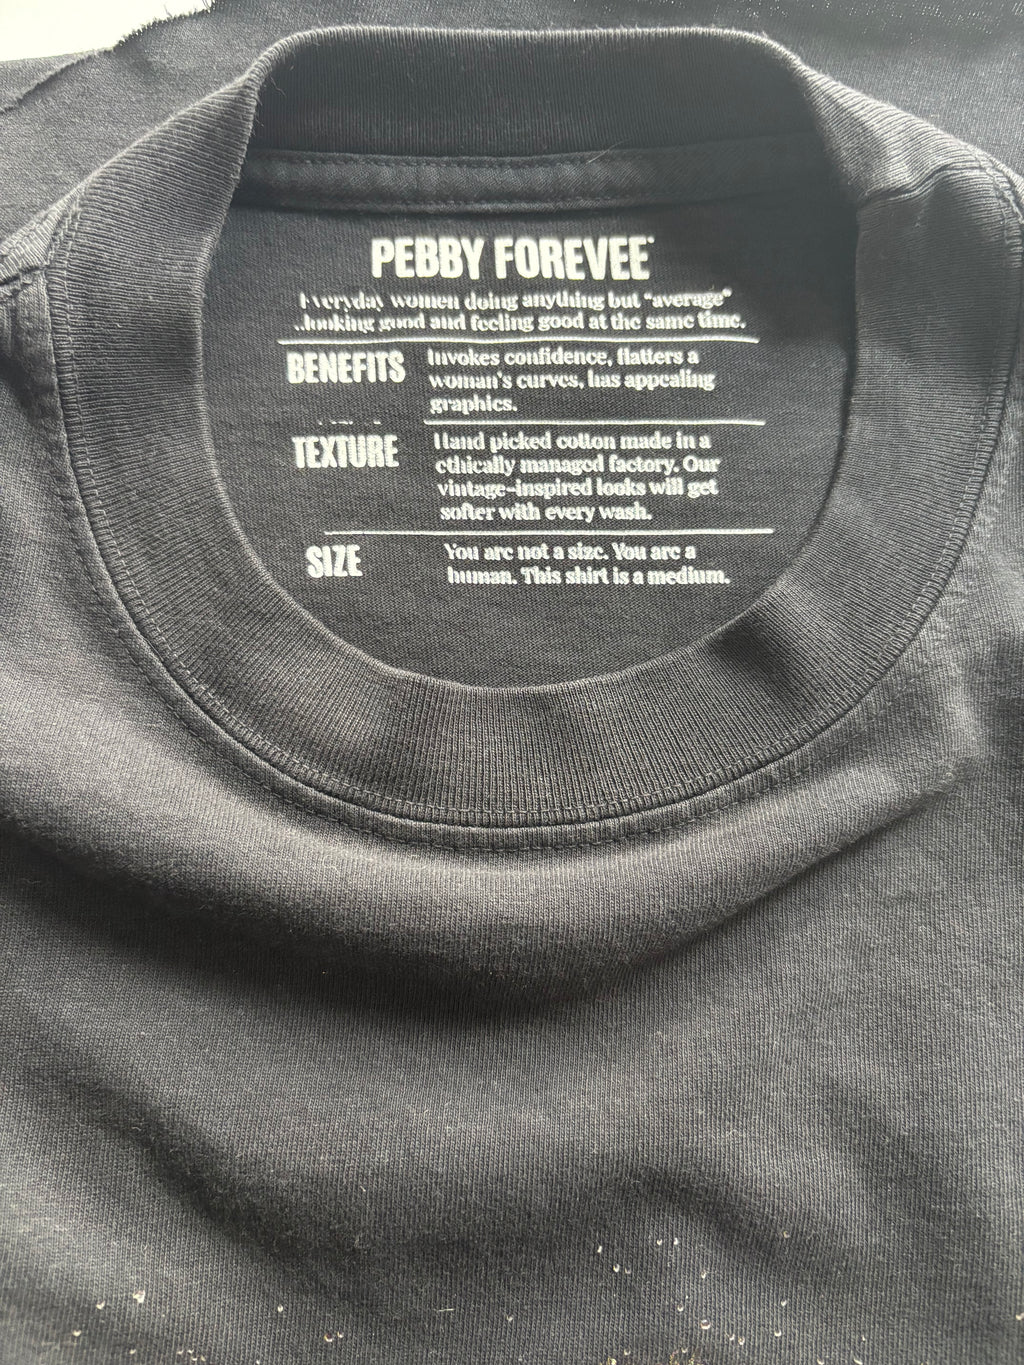 PEBBY FOREVEE
Everyday women doing anything but "average"
..looking good and feeling good at the same time.
BENEFITS
Invokes confidence, flatters a
woman's curves, has appealing
graphics.
TEXTURE
Hand picked cotton made in a
ethically managed factory. Our
vintage-inspired looks will get
softer with every wash.
SIZE
You are not a size. You are a
human. This shirt is a medium.